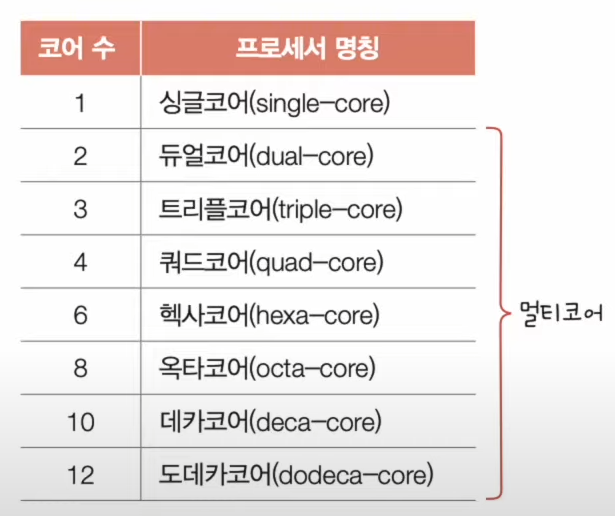 코어 수 프로세서 명칭
1 싱글코어(single-core)
2 듀얼코어(dual-core)
3 트리플코어(triple-core)
4 쿼드코어(quad-core)
6 헥사코어(hexa-core)
8 옥타코어(octa-core)
10 데카코어(deca-core)
12 도데카코어(dodeca-core)
멀티코어